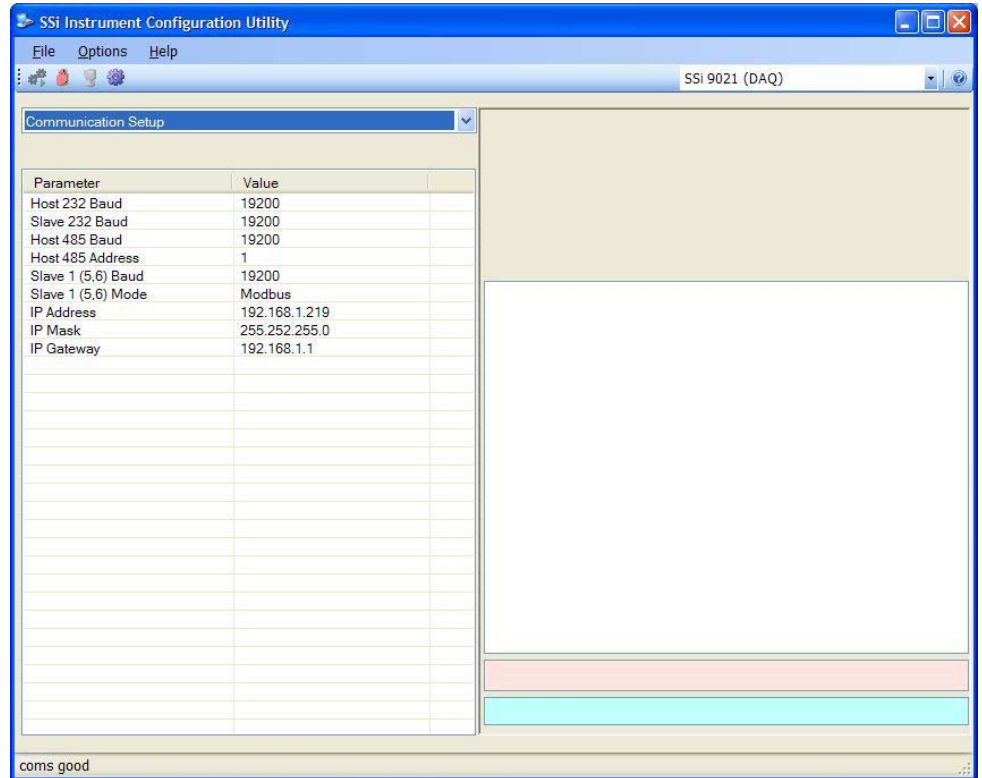 SSi Instrument Configuration Utility
File Options Help
SSi 9021 (DAQ)
Communication Setup
Parameter Value
Host 232 Baud 19200
Slave 232 Baud 19200
Host 485 Baud 19200
Host 485 Address 1
Slave 1 (5,6) Baud 19200
Slave 1 (5,6) Mode Modbus
IP Address 192.168.1.219
IP Mask 255.252.255.0
IP Gateway 192.168.1.1
coms good